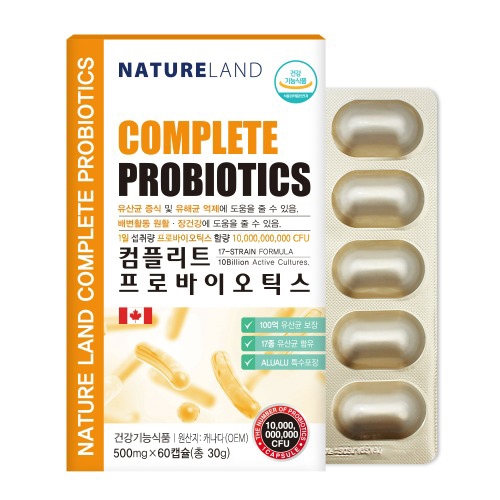 NATURE LAND COMPLETE PROBIOTICS
NATURELAND
건강
기능식품
COMPLETE
PROBIOTICS
유산균 증식 및 유해균 억제에 도움을 줄 수 있음.
배변활동 원활·장건강에 도움을 줄 수 있음.
1일 섭취량 프로바이오틱스 함량 10,000,000,000 CFU
컴플리트 17-STRAIN FORMULA
10Billion Active Cultures.
프로바이오틱스
100억 유산균 보장
17종 유산균 함유
ALUALU 특수포장
THE NUMBER OF PROBIOTICS
10,000,
000,000
CFU
1CAPSULE
건강기능식품 | 원산지: 캐나다(OEM)
500mg×60캡슐(총 30g)